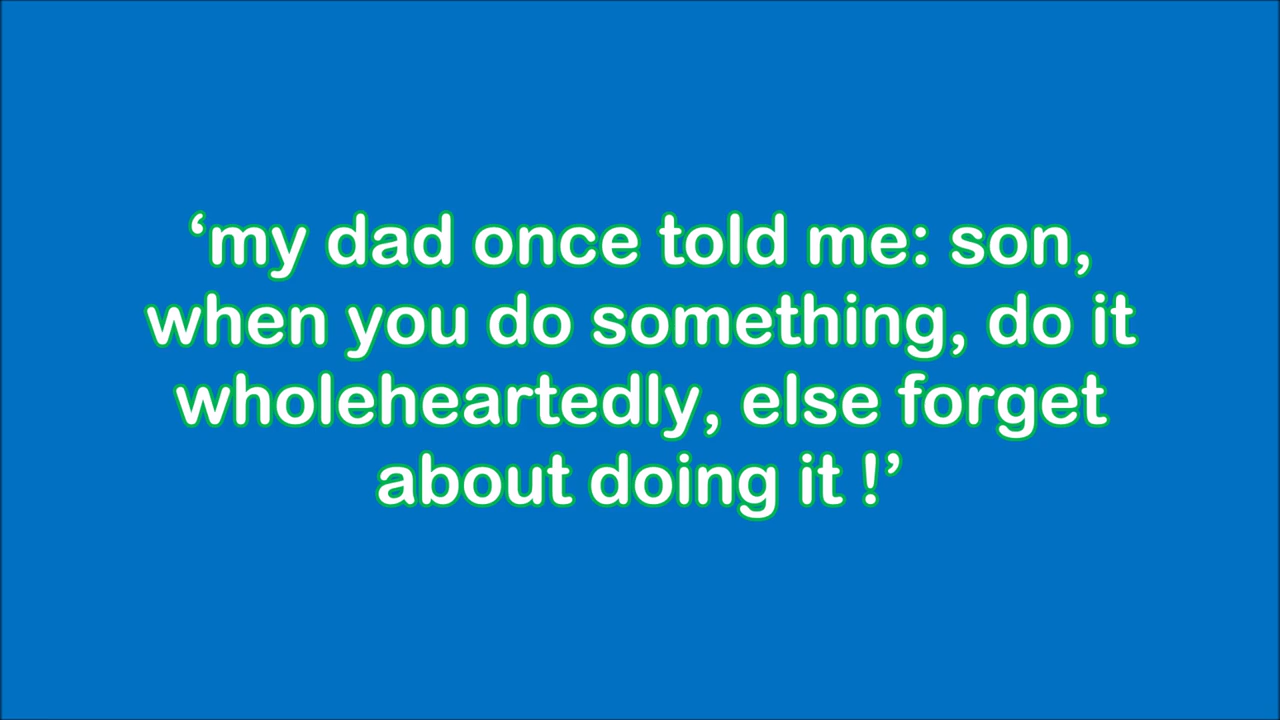 ‘my dad once told me: son,
when you do something, do it
wholeheartedly, else forget
about doing it !’